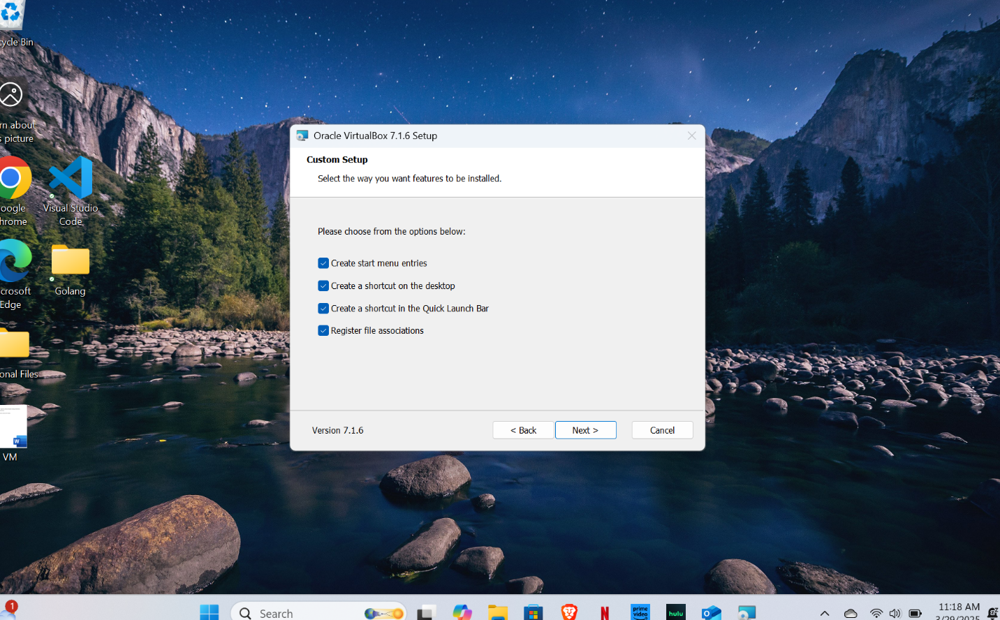 cycle Bin
rn about
s picture
oogle
hrome
Visual Studio
Code
crosoft
Edge
Golang
onal Files
VM
Oracle VirtualBox 7.1.6 Setup
Custom Setup
Select the way you want features to be installed.
Please choose from the options below:
Create start menu entries
Create a shortcut on the desktop
Create a shortcut in the Quick Launch Bar
Register file associations
Version 7.1.6
< Back
Next >
Cancel
1
Search
prime
video
hulu
11:18 AM
3/29/2025